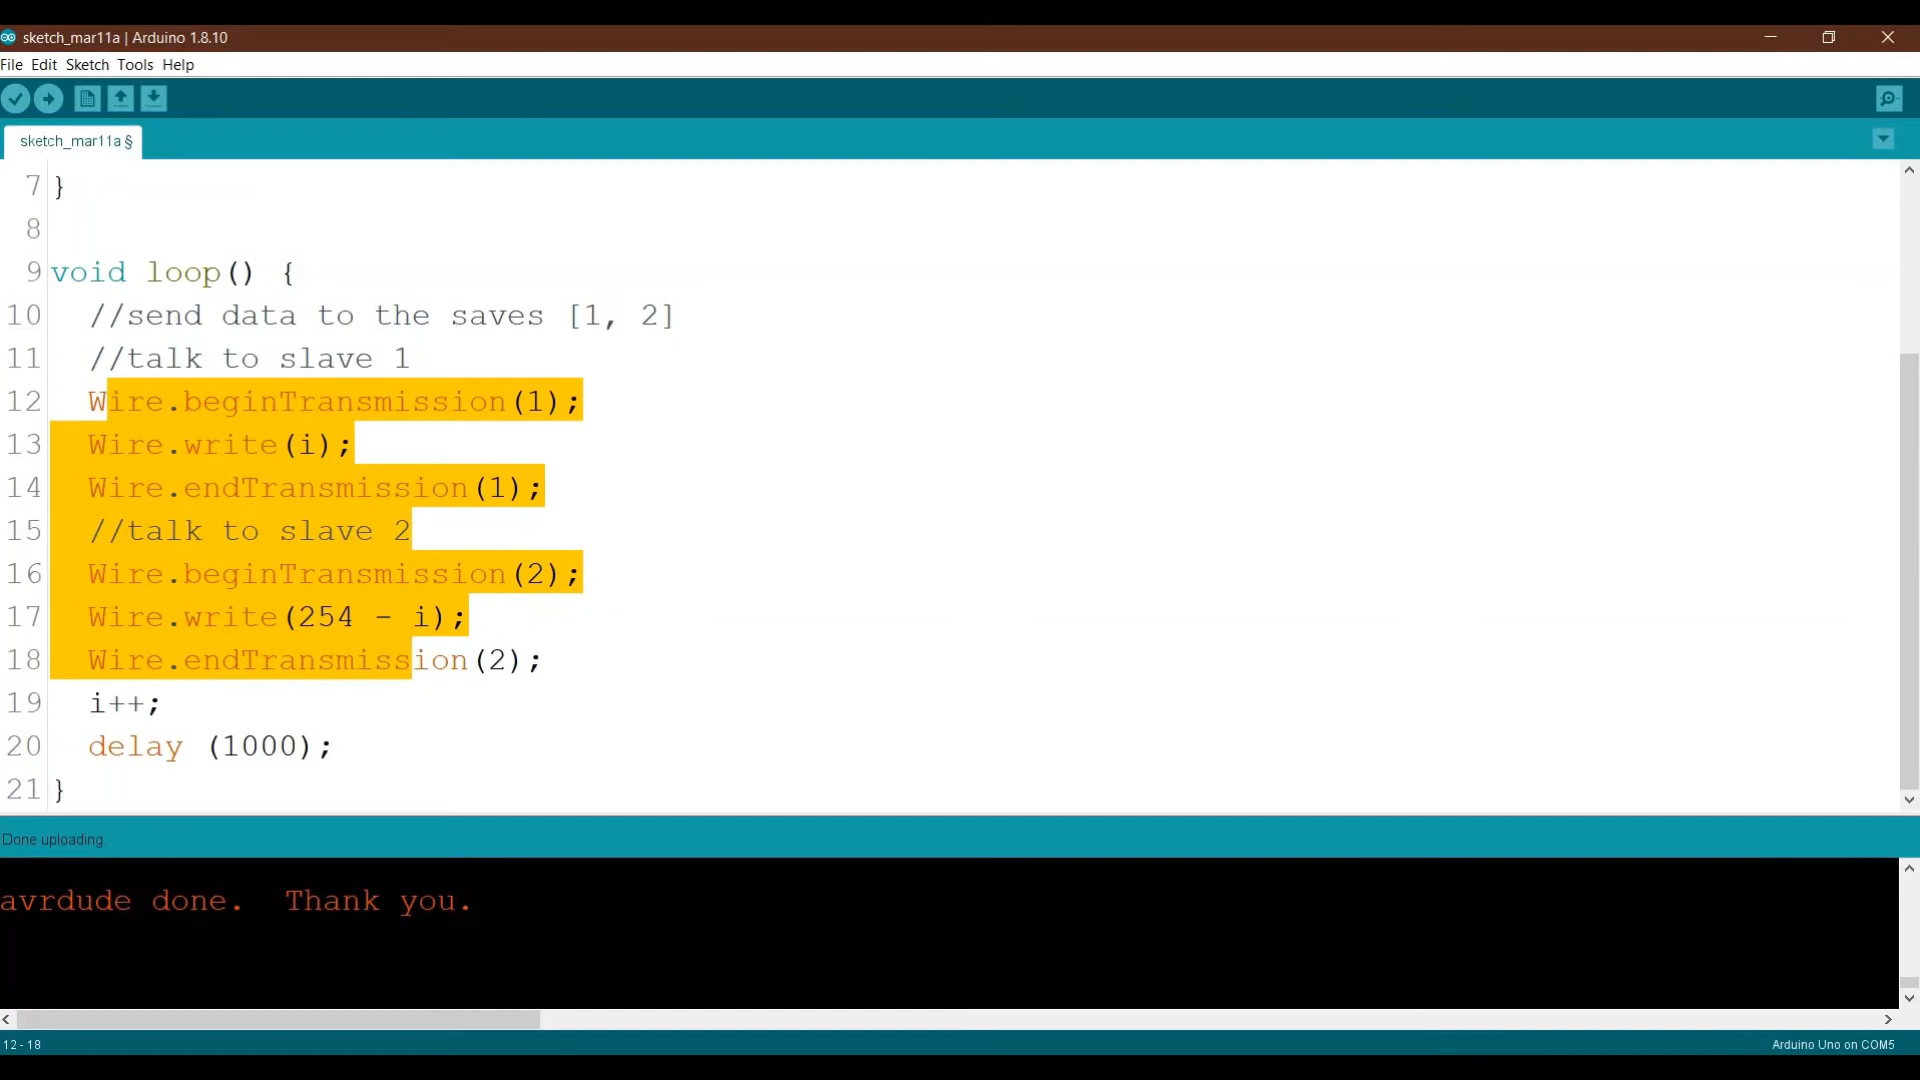 sketch_mar11a | Arduino 1.8.10
File Edit Sketch Tools Help
sketch_mar11a §
7 }
8
9 void loop() {
10 //send data to the saves [1, 2]
11 //talk to slave 1
12 Wire.beginTransmission(1);
13 Wire.write(i);
14 Wire.endTransmission(1);
15 //talk to slave 2
16 Wire.beginTransmission(2);
17 Wire.write(254 - i);
18 Wire.endTransmission(2);
19 i++;
20 delay (1000);
21 }
Done uploading.
avrdude done.  Thank you.
12 - 18
Arduino Uno on COM5